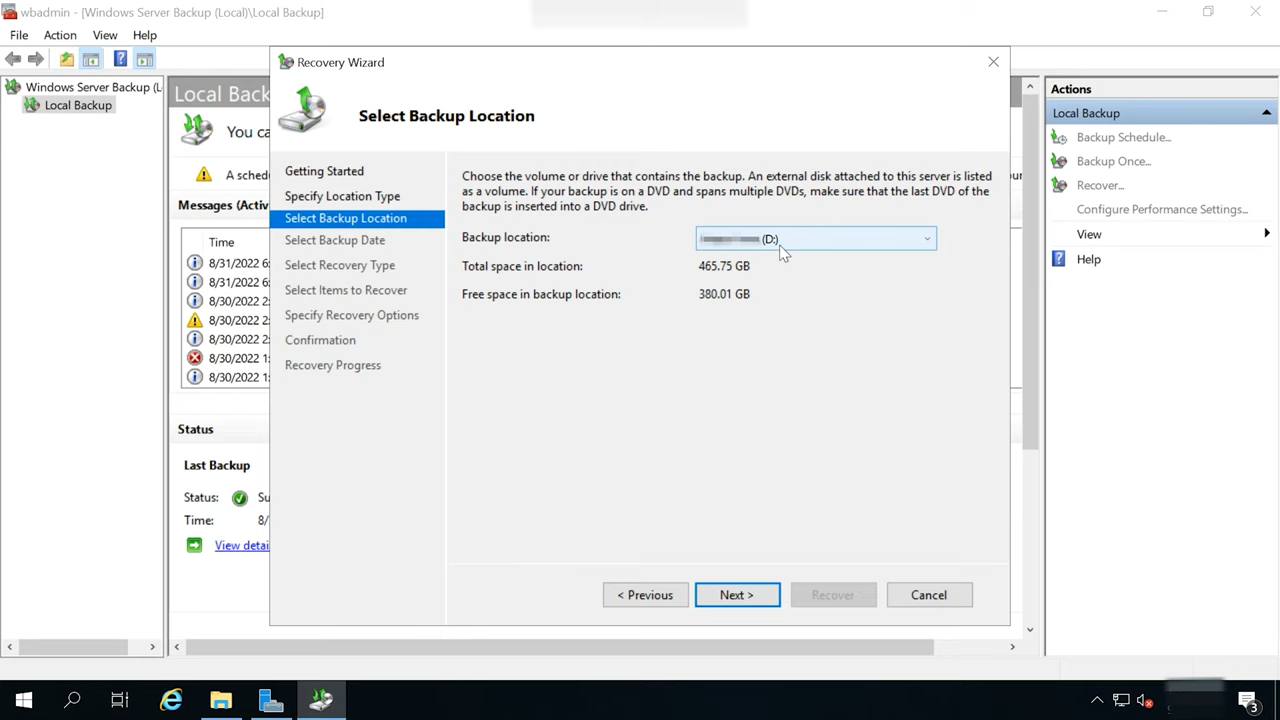 wbadmin - [Windows Server Backup (Local)\Local Backup]
File Action View Help
Windows Server Backup (L
Local Backup
Local Back
You ca
A sched
our
Messages (Activ
Time
8/31/2022 6:
8/31/2022 6:
8/30/2022 2:
8/30/2022 2:
8/30/2022 2:
8/30/2022 1:
8/30/2022 1:
Status
Last Backup
Status: Su
Time: 8/
View detai
Recovery Wizard
Select Backup Location
Getting Started
Specify Location Type
Select Backup Location
Select Backup Date
Select Recovery Type
Select Items to Recover
Specify Recovery Options
Confirmation
Recovery Progress
Choose the volume or drive that contains the backup. An external disk attached to this server is listed
as a volume. If your backup is on a DVD and spans multiple DVDs, make sure that the last DVD of the
backup is inserted into a DVD drive.
Backup location: (D:)
Total space in location: 465.75 GB
Free space in backup location: 380.01 GB
< Previous Next > Recover Cancel
Actions
Local Backup
Backup Schedule...
Backup Once...
Recover...
Configure Performance Settings...
View
Help
3